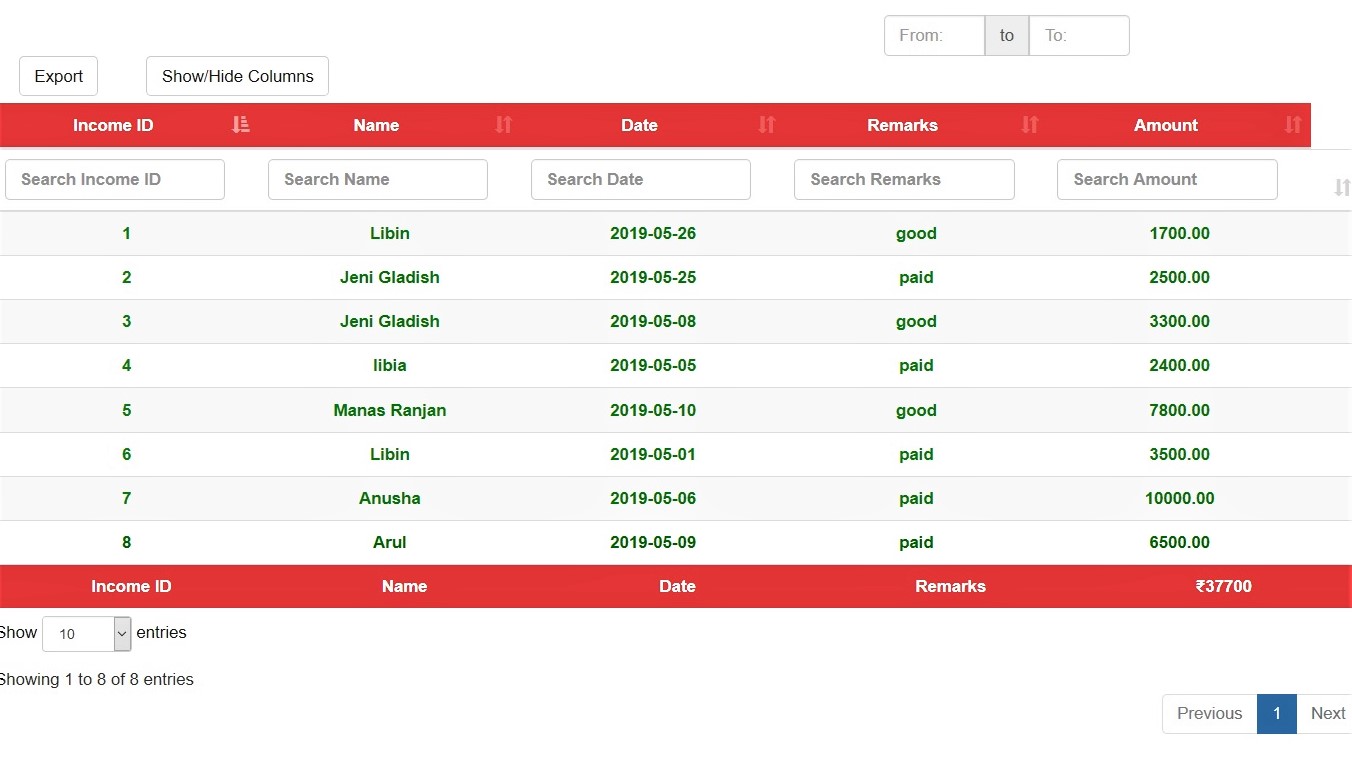 From: to To:
Export Show/Hide Columns
Income ID Name Date Remarks Amount
Search Income ID Search Name Search Date Search Remarks Search Amount
1 Libin 2019-05-26 good 1700.00
2 Jeni Gladish 2019-05-25 paid 2500.00
3 Jeni Gladish 2019-05-08 good 3300.00
4 libia 2019-05-05 paid 2400.00
5 Manas Ranjan 2019-05-10 good 7800.00
6 Libin 2019-05-01 paid 3500.00
7 Anusha 2019-05-06 paid 10000.00
8 Arul 2019-05-09 paid 6500.00
Income ID Name Date Remarks ₹37700
Show 10 entries
Showing 1 to 8 of 8 entries
Previous 1 Next